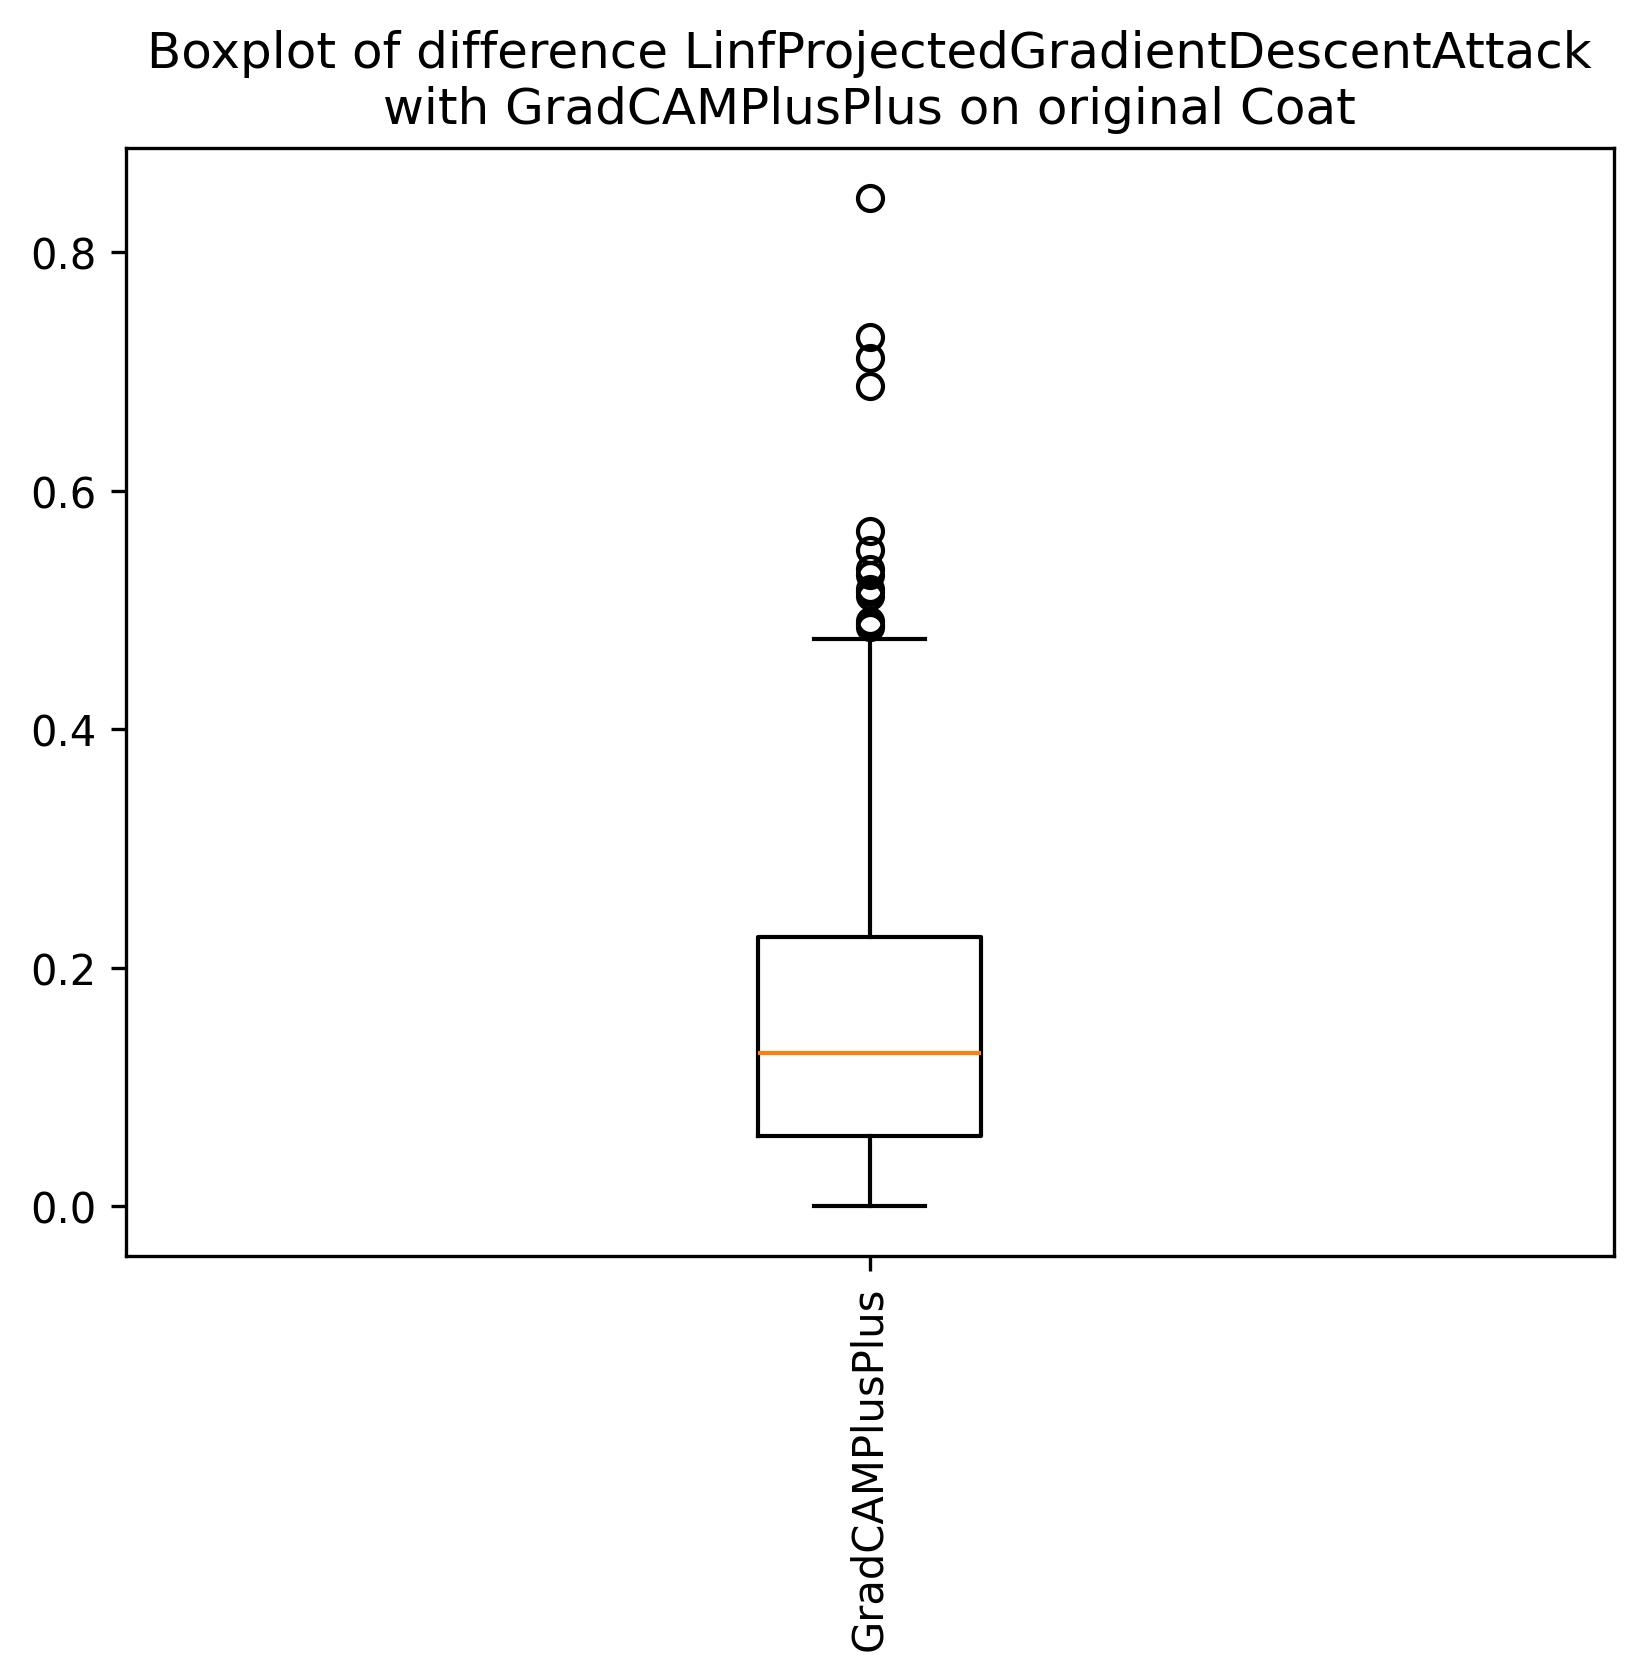 Boxplot of difference LinfProjectedGradientDescentAttack
with GradCAMPlusPlus on original Coat
0.8
0.6
0.4
0.2
0.0
GradCAMPlusPlus